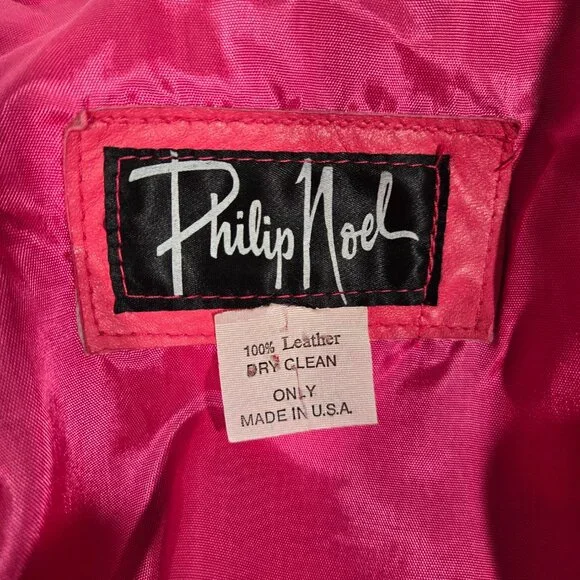 Philip Noel
100% Leather
DRY CLEAN
ONLY
MADE IN U.S.A.